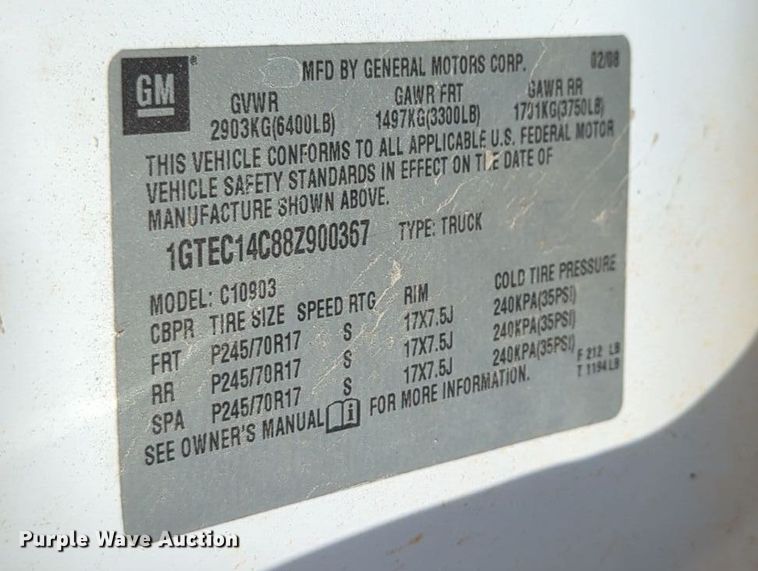 GM ®
MFD BY GENERAL MOTORS CORP. 02/08
GVWR GAWR FRT GAWR RR
2903KG(6400LB) 1497KG(3300LB) 1701KG(3750LB)
THIS VEHICLE CONFORMS TO ALL APPLICABLE U.S. FEDERAL MOTOR
VEHICLE SAFETY STANDARDS IN EFFECT ON THE DATE OF
MANUFACTURE SHOWN ABOVE.
1GTEC14C88Z900367 TYPE: TRUCK
MODEL: C10903
CBPR TIRE SIZE SPEED RTG RIM COLD TIRE PRESSURE
FRT P245/70R17 S 17X7.5J 240KPA(35PSI)
RR P245/70R17 S 17X7.5J 240KPA(35PSI)
SPA P245/70R17 S 17X7.5J 240KPA(35PSI) F 212 LB
T 1194LB
SEE OWNER'S MANUAL i FOR MORE INFORMATION.
Purple Wave Auction